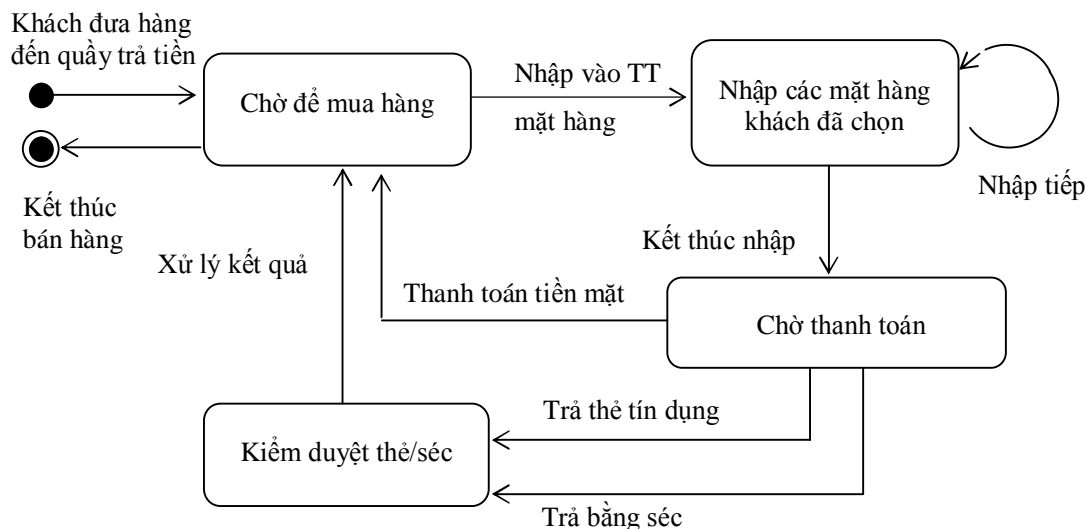 Khách đưa hàng
đến quầy trả tiền
Chờ để mua hàng
Nhập vào TT
mặt hàng
Nhập các mặt hàng
khách đã chọn
Nhập tiếp
Kết thúc
bán hàng
Kết thúc nhập
Xử lý kết quả
Thanh toán tiền mặt
Chờ thanh toán
Trả thẻ tín dụng
Kiểm duyệt thẻ/séc
Trả bằng séc